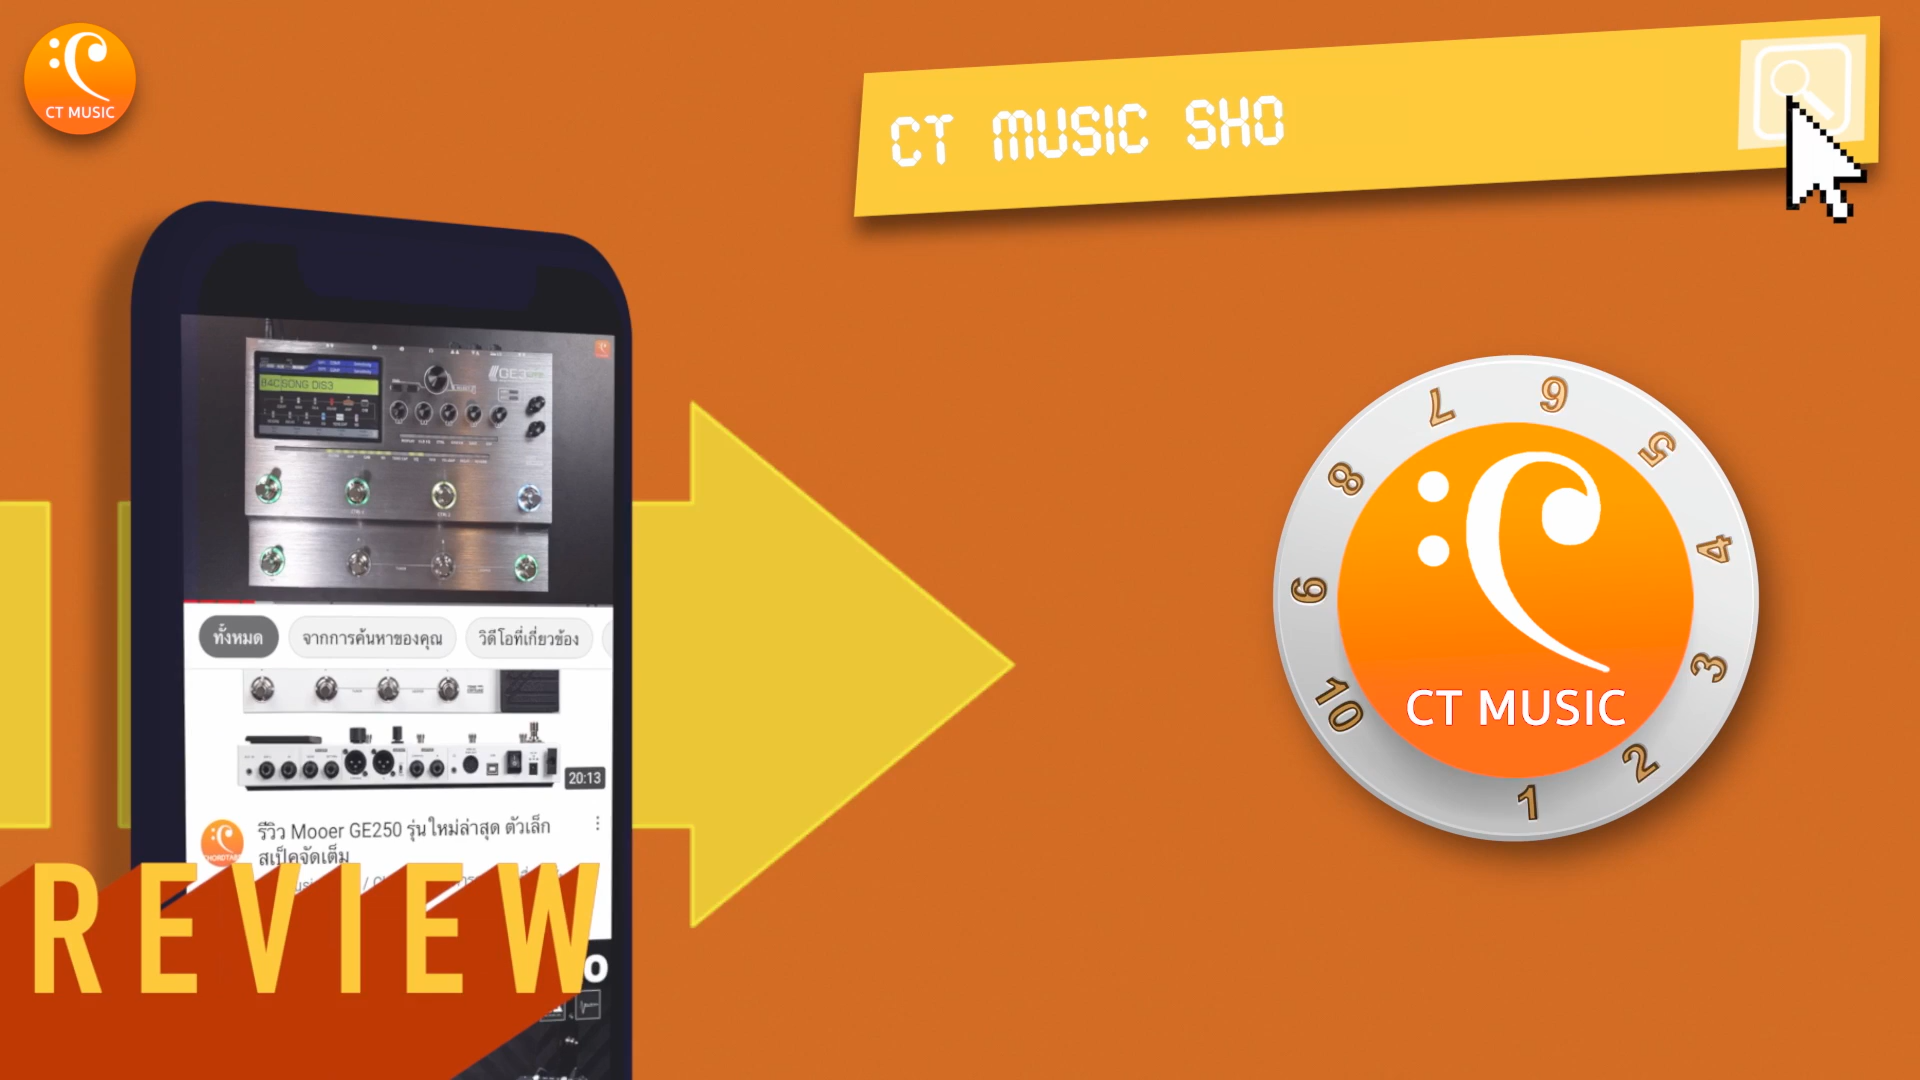 CT MUSIC
CT MUSIC SHO
B4C SONG DIS3
ทั้งหมด
จากการค้นหาของคุณ
วิดีโอที่เกี่ยวข้อง
20:13
รีวิว Mooer GE250 รุ่นใหม่ล่าสุด ตัวเล็ก
สเป็คจัดเต็ม
REVIEW
7
6
5
8
4
9
3
10
2
1
CT MUSIC